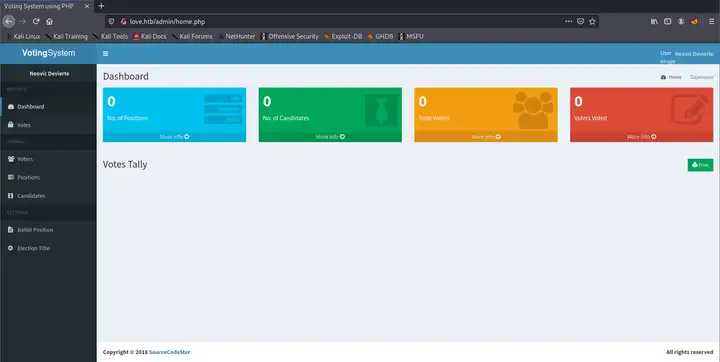 Voting System using PHP
love.htb/admin/home.php
Kali Linux Kali Training Kali Tools Kali Docs Kali Forums NetHunter Offensive Security Exploit-DB GHDB MSFU
VotingSystem
User Image Neovic Devierte
Neovic Devierte
REPORTS
Dashboard
Votes
MANAGE
Voters
Positions
Candidates
SETTINGS
Ballot Position
Election Title
Dashboard
Home Dashboard
0
No. of Positions
More info
0
No. of Candidates
More info
0
Total Voters
More info
0
Voters Voted
More info
Votes Tally
Print
Copyright © 2018 SourceCodeSter
All rights reserved